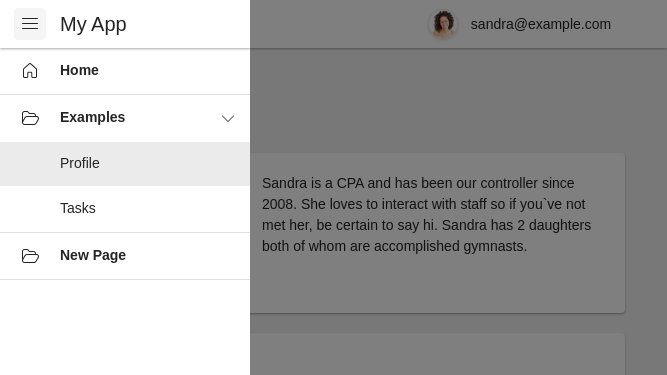 My App
sandra@example.com
Home
Examples
Profile
Tasks
New Page
Sandra is a CPA and has been our controller since
2008. She loves to interact with staff so if you`ve not
met her, be certain to say hi. Sandra has 2 daughters
both of whom are accomplished gymnasts.